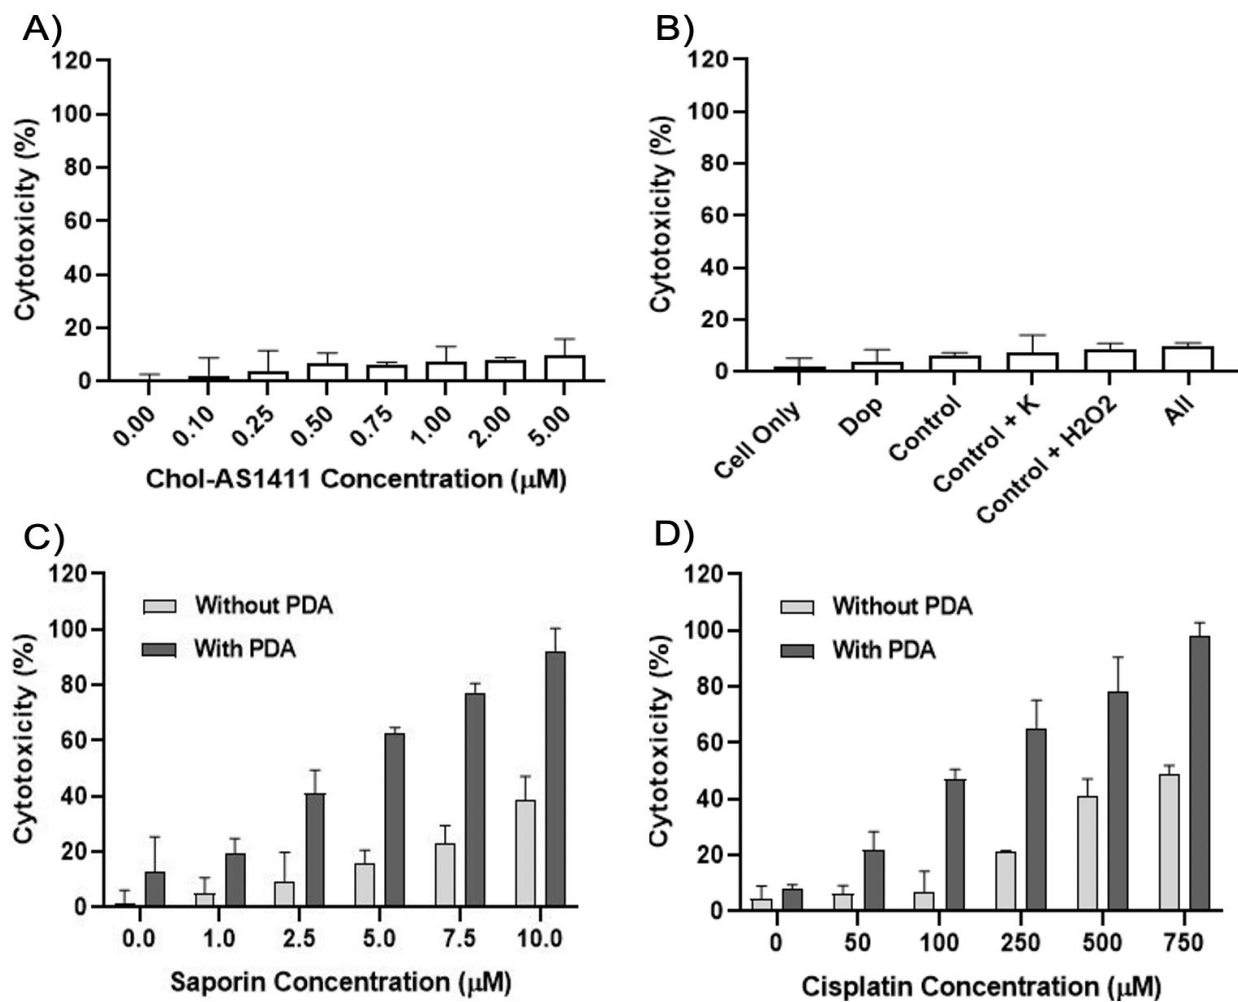 A)
120
100
80
60
40
20
0
Cytotoxicity (%)
0.00
0.10
0.25
0.50
0.75
1.00
2.00
5.00
Chol-AS1411 Concentration (μM)
B)
120
100
80
60
40
20
0
Cytotoxicity (%)
Cell Only
Dop
Control
Control + K
Control + H2O2
All
C)
120
100
80
60
40
20
0
Cytotoxicity (%)
Without PDA
With PDA
0.0
1.0
2.5
5.0
7.5
10.0
Saporin Concentration (μM)
D)
120
100
80
60
40
20
0
Cytotoxicity (%)
Without PDA
With PDA
0
50
100
250
500
750
Cisplatin Concentration (μM)